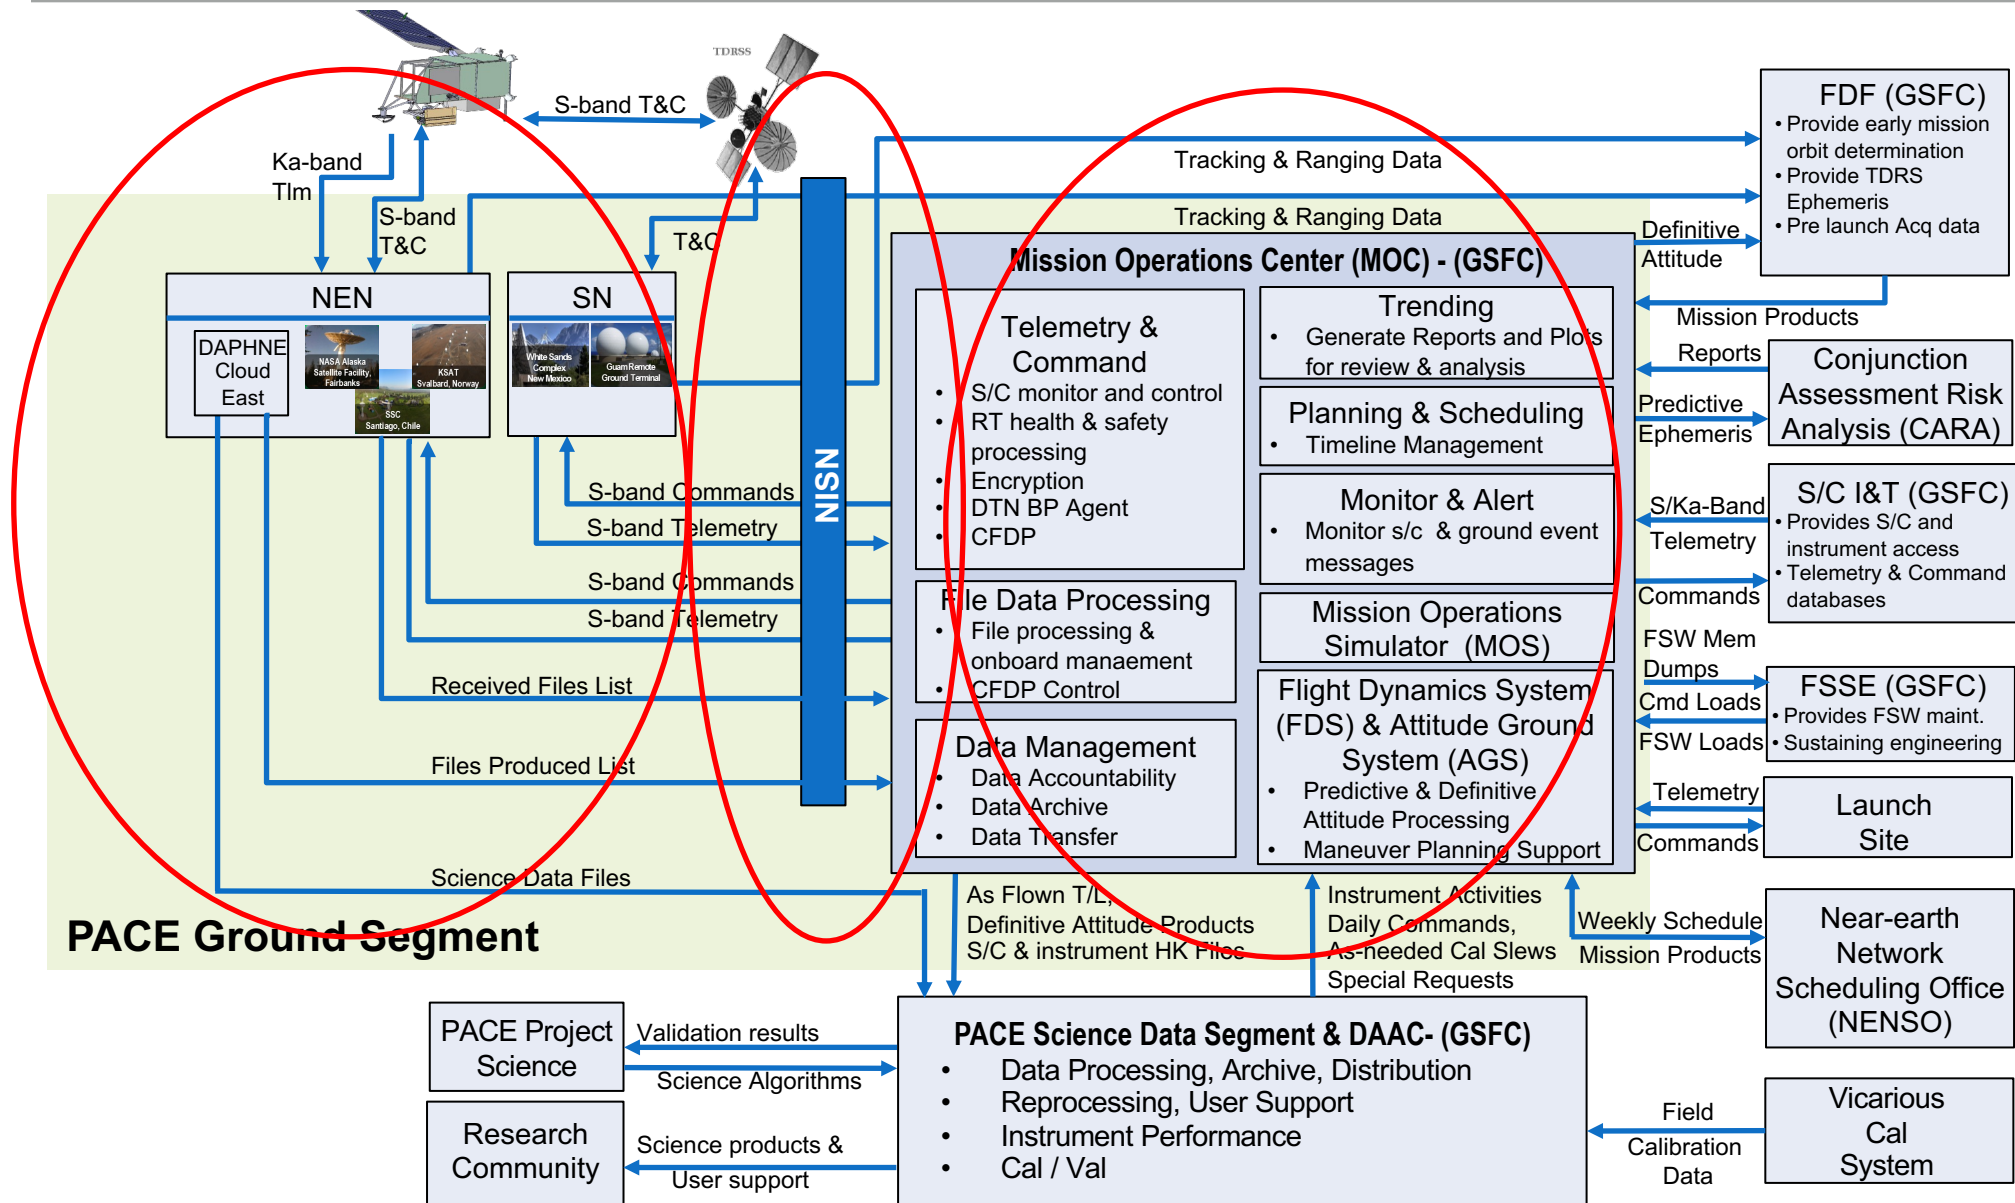 TDRSS
S-band T&C
Ka-band
Tlm
S-band
T&C
T&C
Tracking & Ranging Data
Tracking & Ranging Data
FDF (GSFC)
• Provide early mission
orbit determination
• Provide TDRS
Ephemeris
• Pre launch Acq data
Definitive
Attitude
Mission Products
NEN
DAPHNE
Cloud
East
NASA Alaska
Satellite Facility,
Fairbanks
KSAT
Svalbard, Norway
SSC
Santiago, Chile
SN
White Sands
Complex
New Mexico
Guam Remote
Ground Terminal
NISN
S-band Commands
S-band Telemetry
S-band Commands
S-band Telemetry
Received Files List
Files Produced List
Science Data Files
PACE Ground Segment
Mission Operations Center (MOC) - (GSFC)
Telemetry &
Command
• S/C monitor and control
• RT health & safety
processing
• Encryption
• DTN BP Agent
• CFDP
File Data Processing
• File processing &
onboard manaement
• CFDP Control
Data Management
• Data Accountability
• Data Archive
• Data Transfer
Trending
• Generate Reports and Plots
for review & analysis
Planning & Scheduling
• Timeline Management
Monitor & Alert
• Monitor s/c & ground event
messages
Mission Operations
Simulator (MOS)
Flight Dynamics System
(FDS) & Attitude Ground
System (AGS)
• Predictive & Definitive
Attitude Processing
• Maneuver Planning Support
Reports
Predictive
Ephemeris
Conjunction
Assessment Risk
Analysis (CARA)
S/Ka-Band
Telemetry
Commands
S/C I&T (GSFC)
• Provides S/C and
instrument access
• Telemetry & Command
databases
FSW Mem
Dumps
Cmd Loads
FSW Loads
FSSE (GSFC)
• Provides FSW maint.
• Sustaining engineering
Telemetry
Commands
Launch
Site
Weekly Schedule
Mission Products
Near-earth
Network
Scheduling Office
(NENSO)
As Flown T/L,
Definitive Attitude Products
S/C & instrument HK Files
Instrument Activities
Daily Commands,
As-needed Cal Slews
Special Requests
PACE Project
Science
Validation results
Science Algorithms
Research
Community
Science products &
User support
PACE Science Data Segment & DAAC- (GSFC)
• Data Processing, Archive, Distribution
• Reprocessing, User Support
• Instrument Performance
• Cal / Val
Field
Calibration
Data
Vicarious
Cal
System